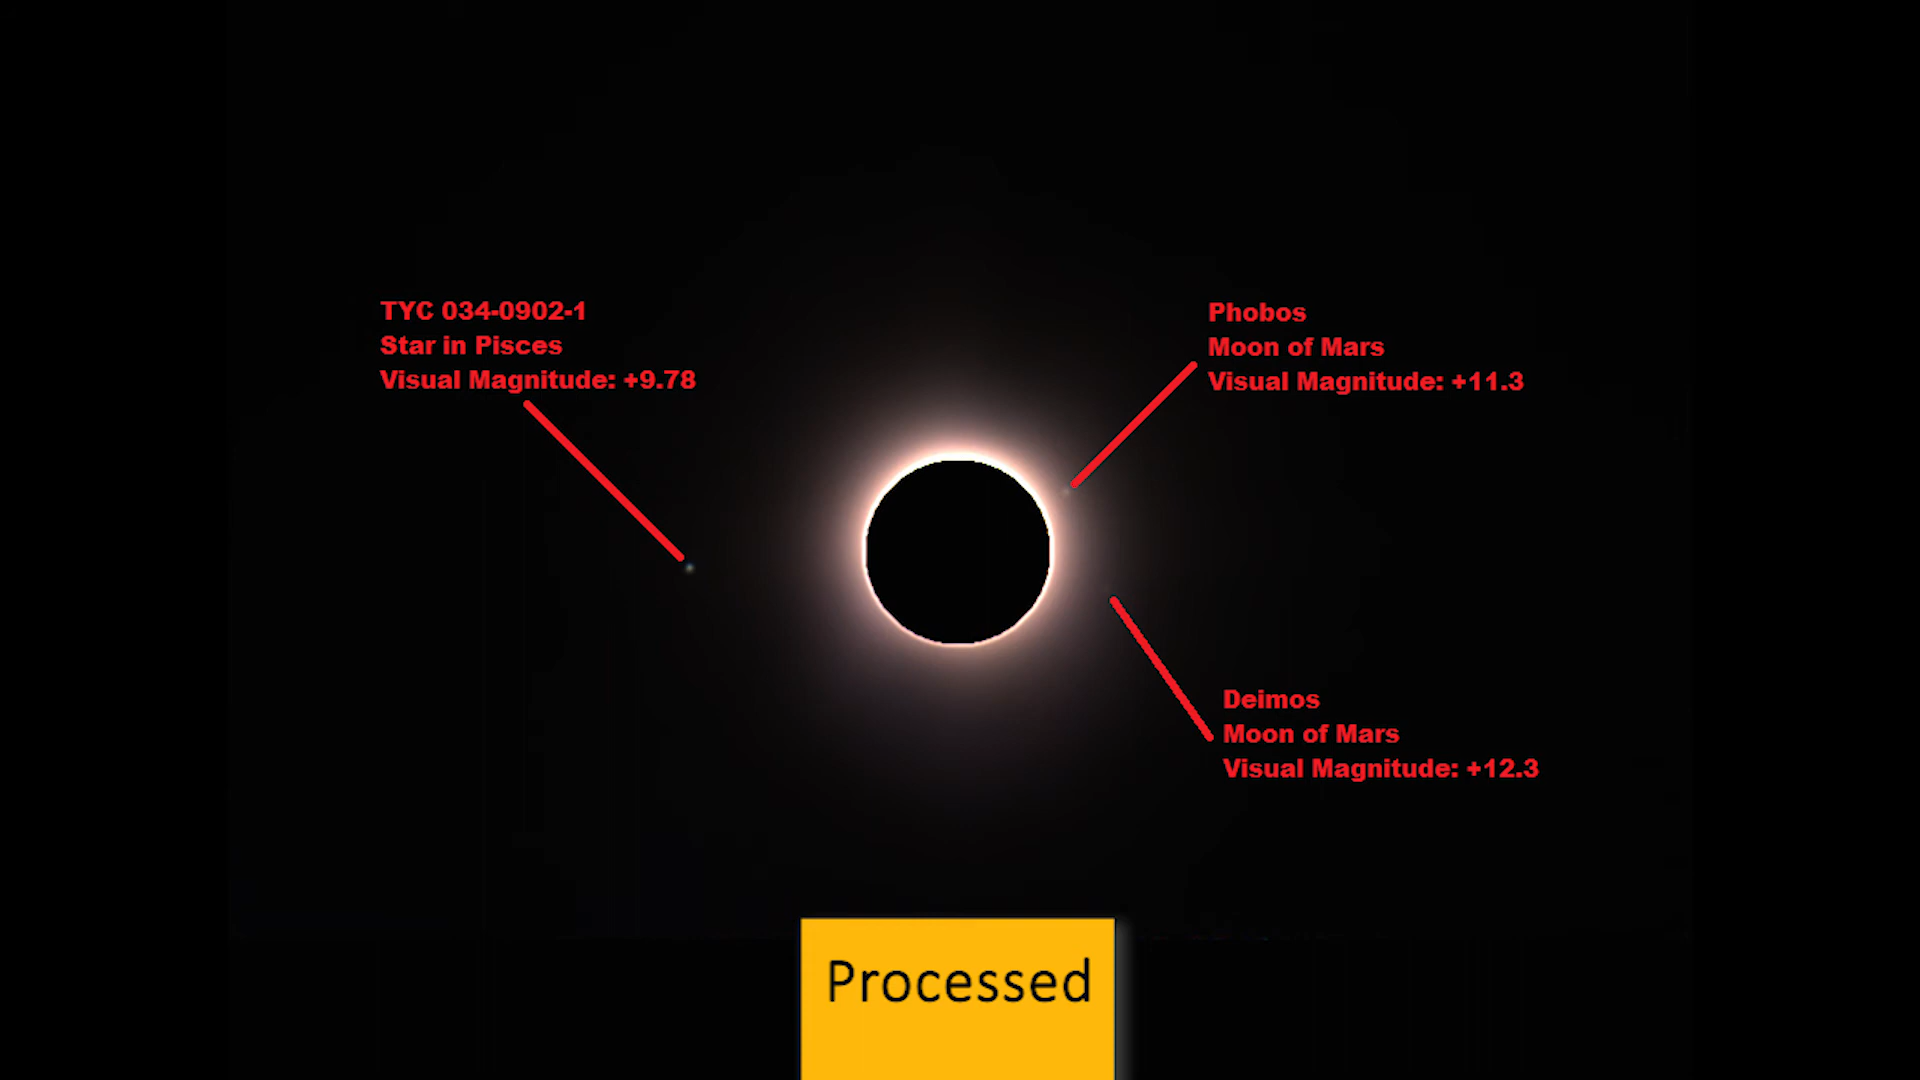 TYC 034-0902-1
Star in Pisces
Visual Magnitude: +9.78
Phobos
Moon of Mars
Visual Magnitude: +11.3
Deimos
Moon of Mars
Visual Magnitude: +12.3
Processed